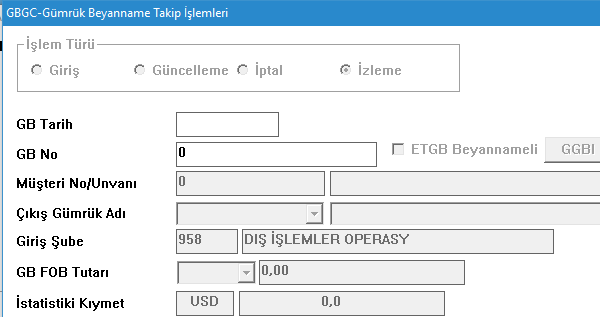 GBGC-Gümrük Beyanname Takip İşlemleri
İşlem Türü
Giriş Güncelleme İptal İzleme
GB Tarih
GB No 0 ETGB Beyannameli GGBI
Müşteri No/Unvanı 0
Çıkış Gümrük Adı
Giriş Şube 958 DIŞ İŞLEMLER OPERASY
GB FOB Tutarı 0,00
İstatistiki Kıymet USD 0,0